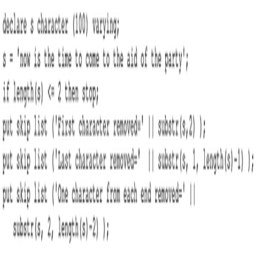 declare s character (100) varying;
s = 'now is the time to come to the aid of the party';
if length(s) <= 2 then stop;
put skip list ('First character removed=' || substr(s,2) );
put skip list ('Last character removed=' || substr(s, 1, length(s)-1) );
put skip list ('One character from each end removed=' ||
substr(s, 2, length(s)-2) );